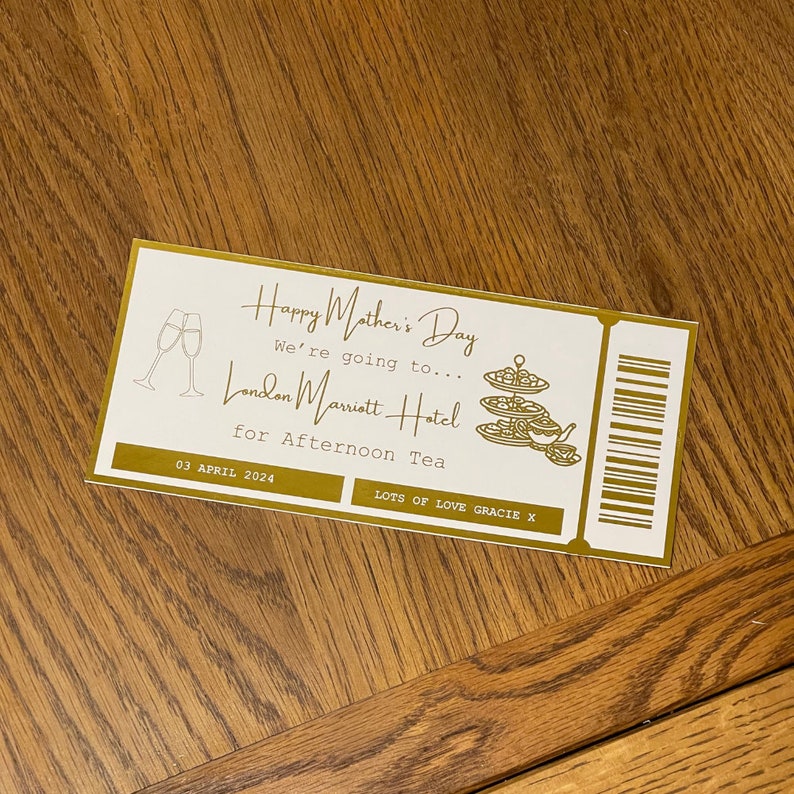 Happy Mother's Day
We're going to...
London Marriott Hotel
for Afternoon Tea
03 APRIL 2024
LOTS OF LOVE GRACIE X